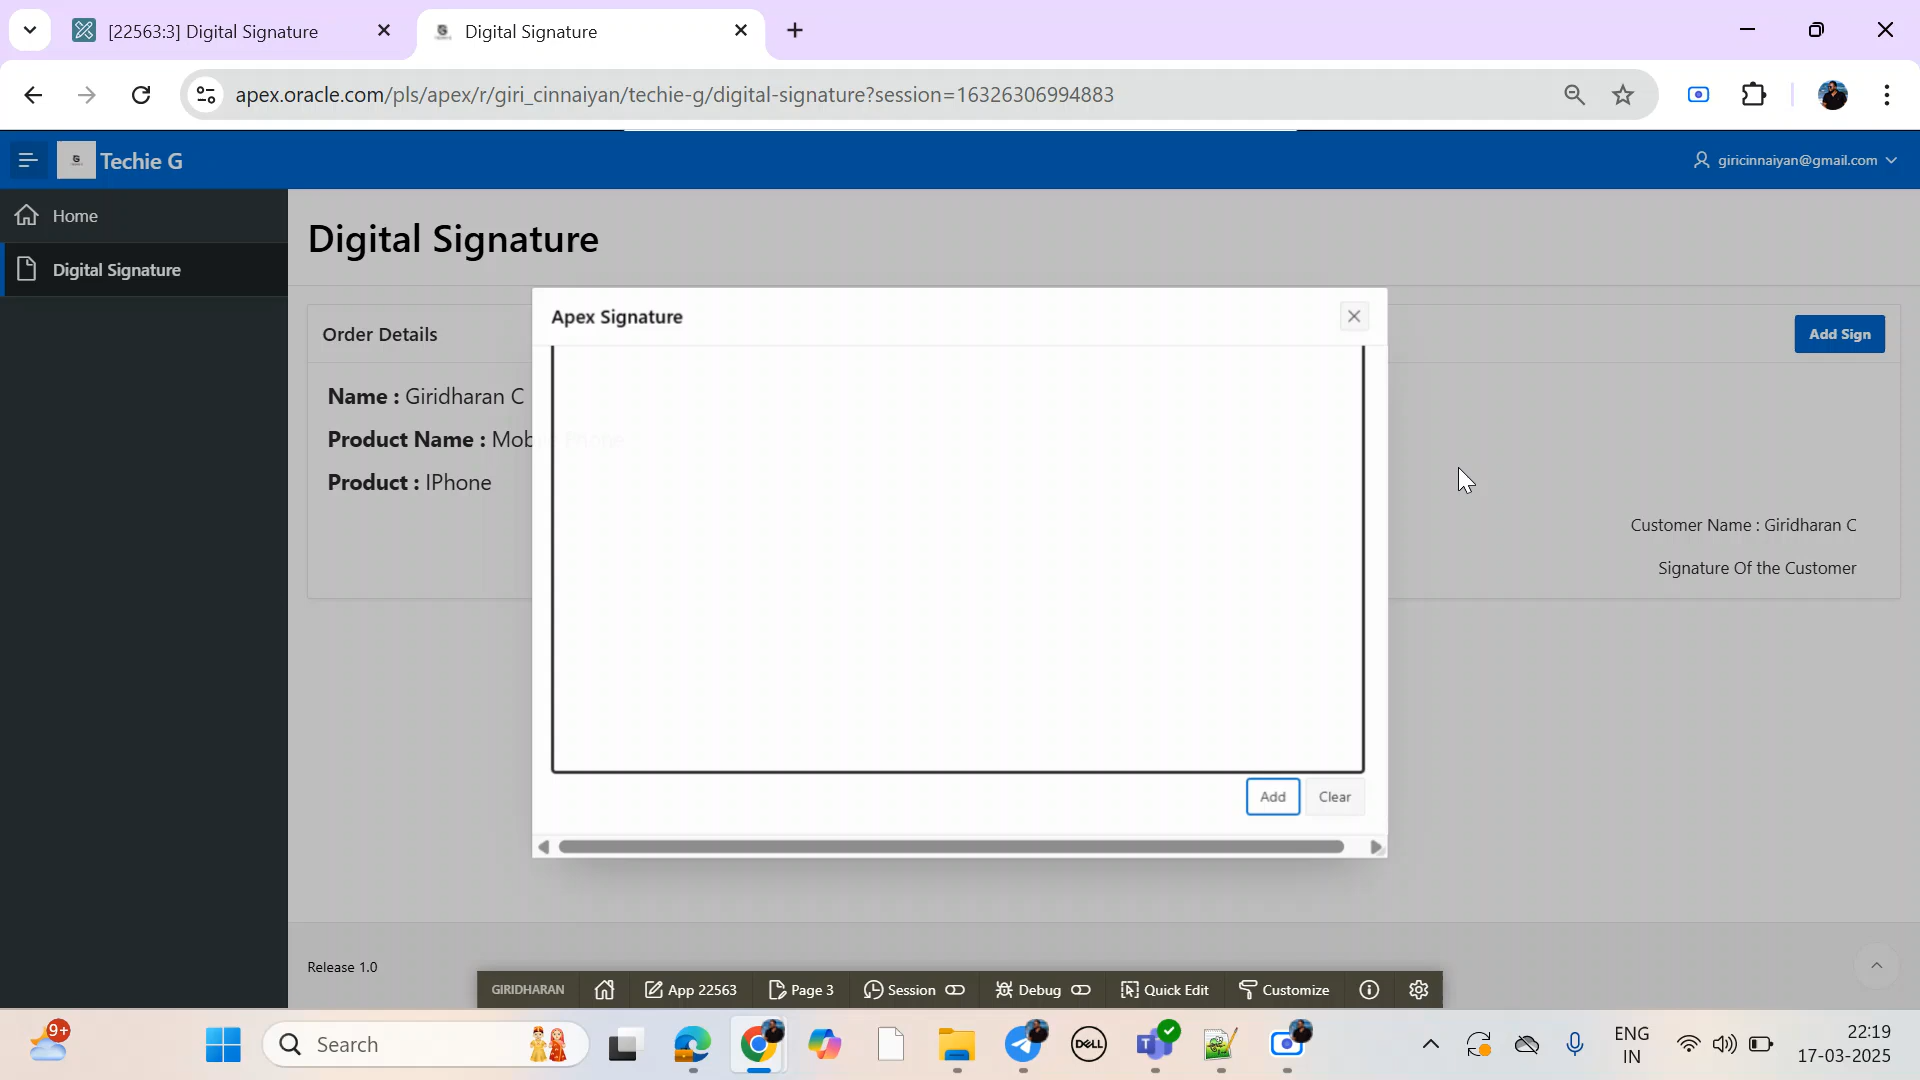 [22563:3] Digital Signature
Digital Signature
apex.oracle.com/pls/apex/r/giri_cinnaiyan/techie-g/digital-signature?session=16326306994883
Techie G
giricinnaiyan@gmail.com
Home
Digital Signature
Digital Signature
Order Details
Add Sign
Name : Giridharan C
Product Name : Mobile Phone
Product : IPhone
Customer Name : Giridharan C
Signature Of the Customer
Apex Signature
Add
Clear
Release 1.0
GIRIDHARAN
App 22563
Page 3
Session
Debug
Quick Edit
Customize
9+
Search
DELL
ENG
IN
22:19
17-03-2025